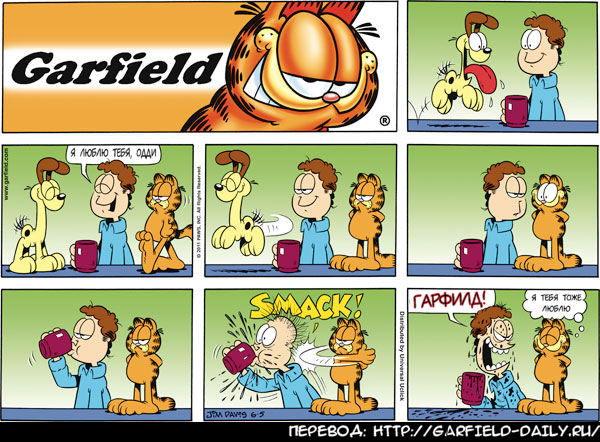 Garfield
®
www.garfield.com
Я ЛЮБЛЮ ТЕБЯ, ОДДИ
© 2011 PAWS, INC. All Rights Reserved.
SMACK!
JIM DAVIS 6-5
Distributed by Universal Uclick
ГАРФИЛД!
Я ТЕБЯ ТОЖЕ
ЛЮБЛЮ
ПЕРЕВОД: HTTP://GARFIELD-DAILY.RU/